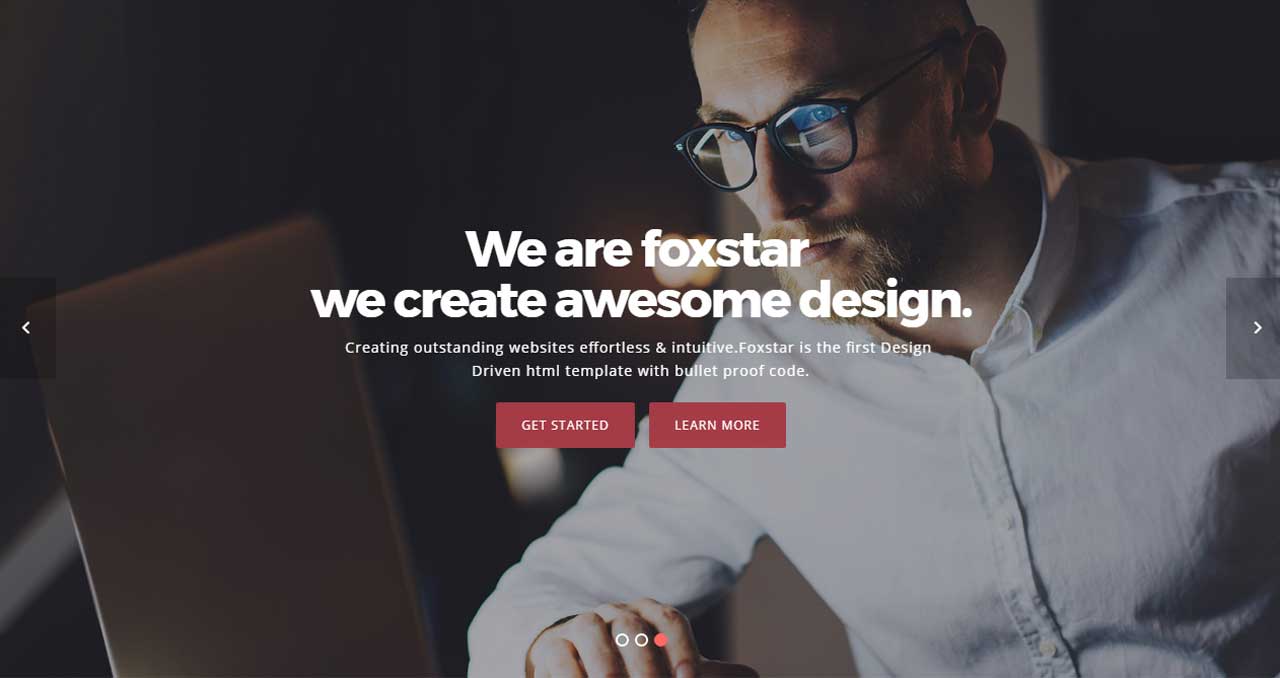 We are foxstar
we create awesome design.
Creating outstanding websites effortless & intuitive.Foxstar is the first Design
Driven html template with bullet proof code.
GET STARTED LEARN MORE